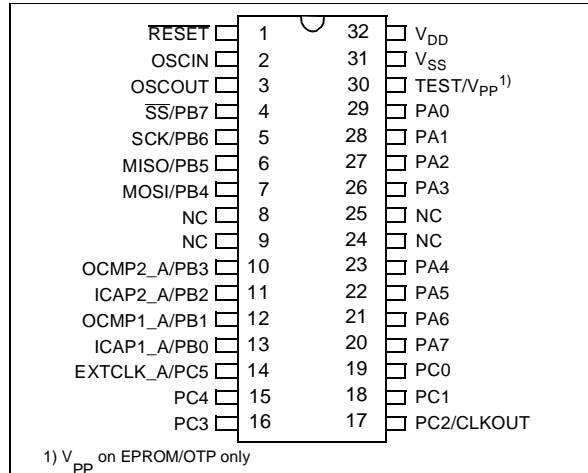 RESET 1 32 VDD
OSCIN 2 31 VSS
OSCOUT 3 30 TEST/VPP1)
SS/PB7 4 29 PA0
SCK/PB6 5 28 PA1
MISO/PB5 6 27 PA2
MOSI/PB4 7 26 PA3
NC 8 25 NC
NC 9 24 NC
OCMP2_A/PB3 10 23 PA4
ICAP2_A/PB2 11 22 PA5
OCMP1_A/PB1 12 21 PA6
ICAP1_A/PB0 13 20 PA7
EXTCLK_A/PC5 14 19 PC0
PC4 15 18 PC1
PC3 16 17 PC2/CLKOUT
1) VPP on EPROM/OTP only